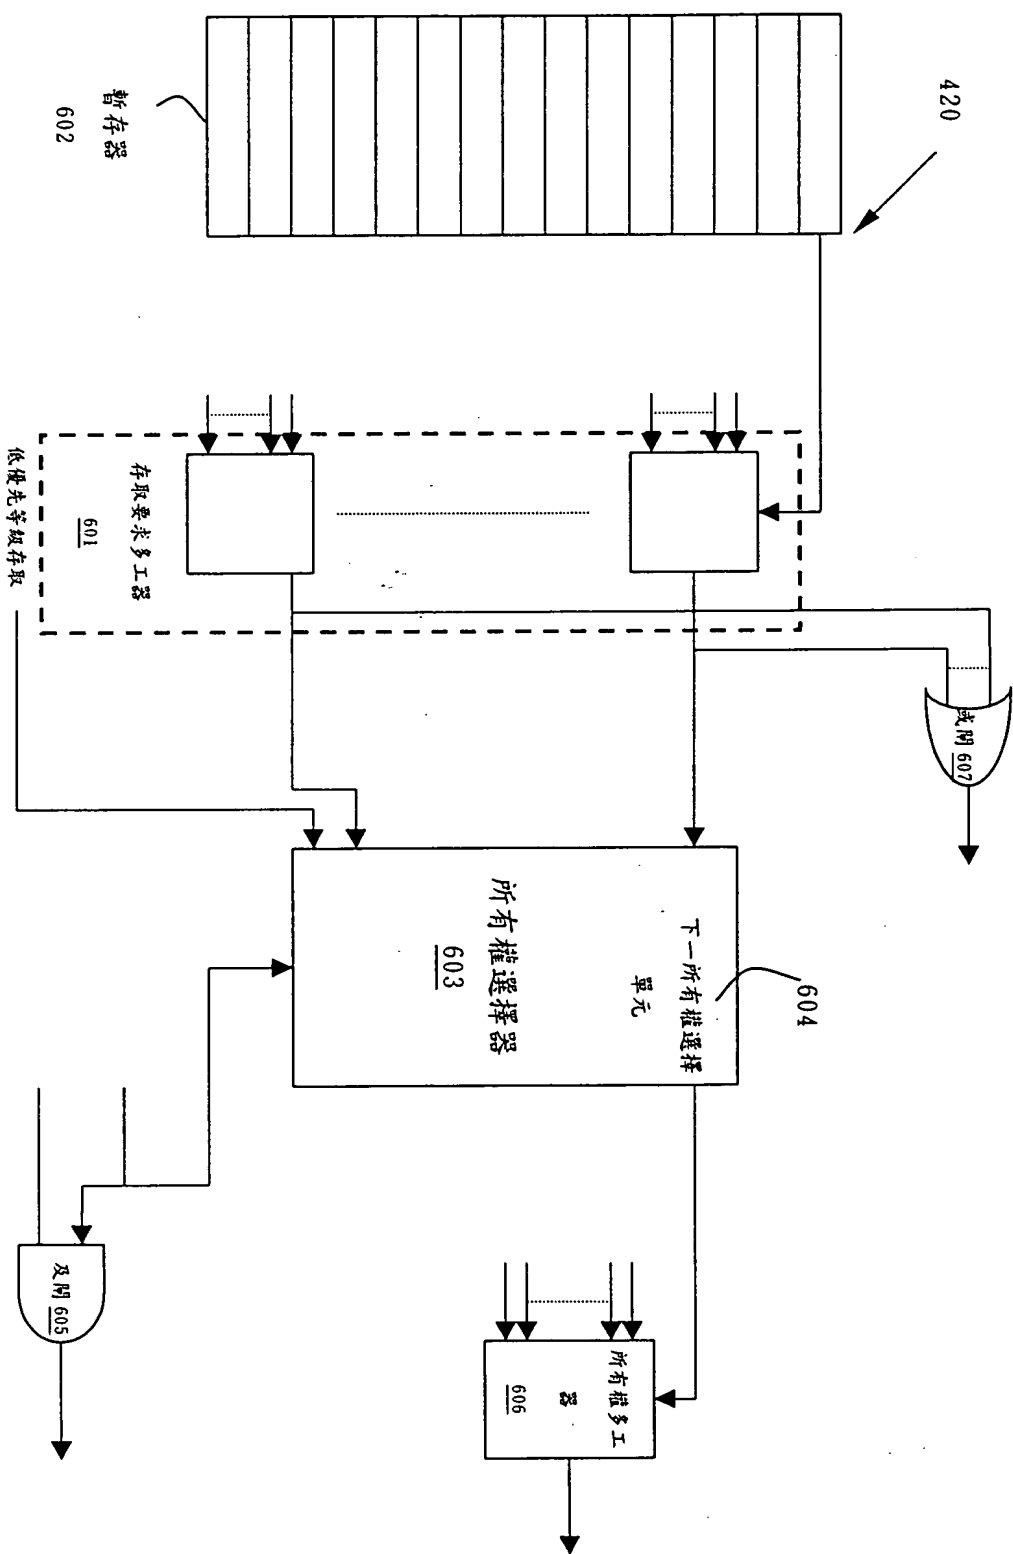 420
暫存器
602
存取要求多工器
601
低優先等級存取
或閘 607
604
下一所有權選擇
單元
所有權選擇器
603
及閘 605
所有權多工
器
606